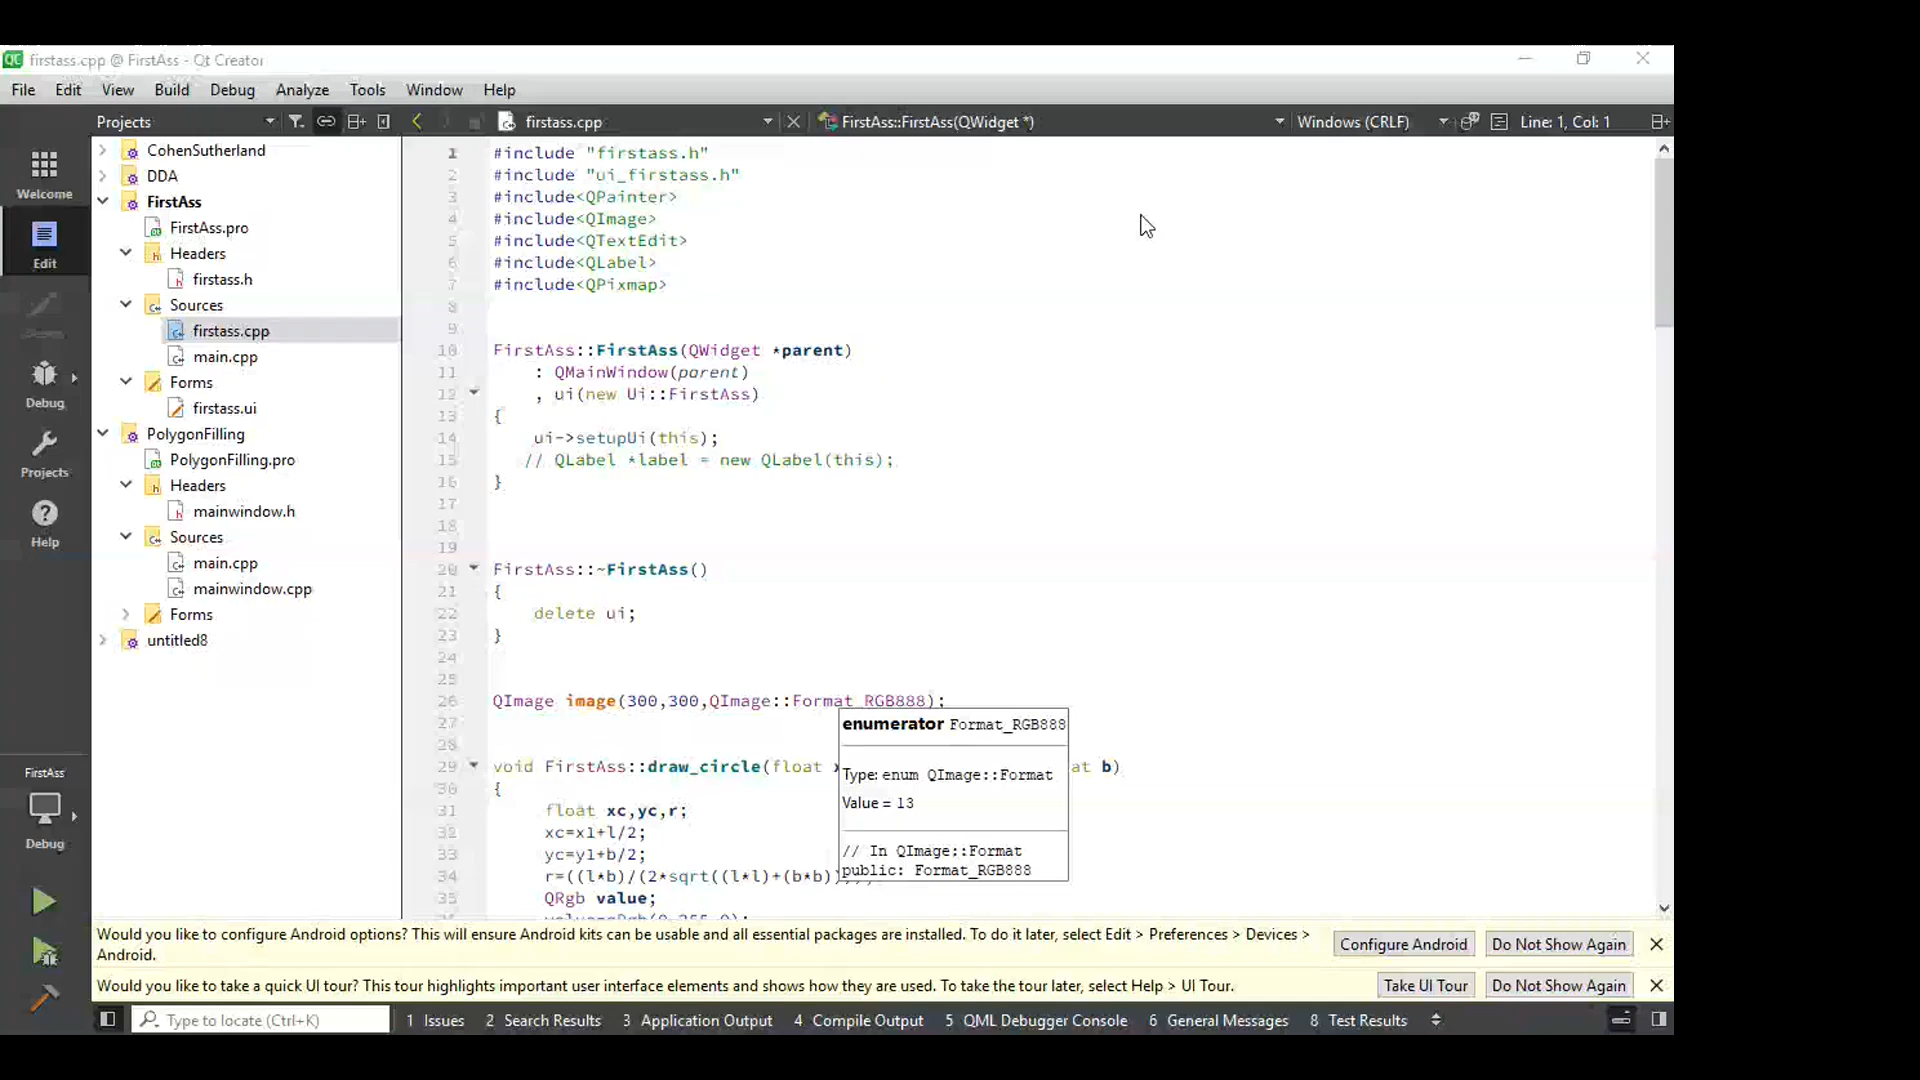 firstass.cpp @ FirstAss - Qt Creator
File Edit View Build Debug Analyze Tools Window Help
Projects firstass.cpp FirstAss::FirstAss(QWidget *) Windows (CRLF) Line: 1, Col: 1
CohenSutherland
DDA
FirstAss
FirstAss.pro
Headers
firstass.h
Sources
firstass.cpp
main.cpp
Forms
firstass.ui
PolygonFilling
PolygonFilling.pro
Headers
mainwindow.h
Sources
main.cpp
mainwindow.cpp
Forms
untitled8
Welcome
Edit
Debug
Projects
Help
FirstAss
Debug
1 #include "firstass.h"
2 #include "ui_firstass.h"
3 #include<QPainter>
4 #include<QImage>
5 #include<QTextEdit>
6 #include<QLabel>
7 #include<QPixmap>
8
9
10 FirstAss::FirstAss(QWidget *parent)
11 : QMainWindow(parent)
12 , ui(new Ui::FirstAss)
13 {
14 ui->setupUi(this);
15 // QLabel *label = new QLabel(this);
16 }
17
18
19
20 FirstAss::~FirstAss()
21 {
22 delete ui;
23 }
24
25
26 QImage image(300,300,QImage::Format_RGB888);
27
28
29 void FirstAss::draw_circle(float at b)
30 {
31 float xc,yc,r;
32 xc=x1+l/2;
33 yc=y1+b/2;
34 r=((l*b)/(2*sqrt((l*l)+(b*b))
35 QRgb value;
enumerator Format_RGB888
Type: enum QImage::Format
Value = 13
// In QImage::Format
public: Format_RGB888
Would you like to configure Android options? This will ensure Android kits can be usable and all essential packages are installed. To do it later, select Edit > Preferences > Devices >
Android.
Configure Android Do Not Show Again
Would you like to take a quick UI tour? This tour highlights important user interface elements and shows how they are used. To take the tour later, select Help > UI Tour.
Take UI Tour Do Not Show Again
Type to locate (Ctrl+K) 1 Issues 2 Search Results 3 Application Output 4 Compile Output 5 QML Debugger Console 6 General Messages 8 Test Results